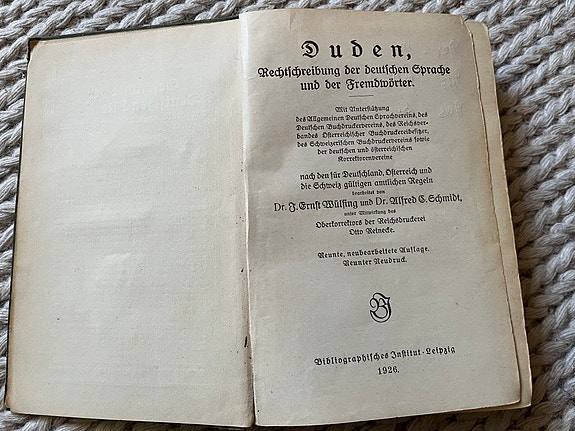 Duden,
Rechtschreibung der deutschen Sprache
und der Fremdwörter.
Mit Unterstützung
des Allgemeinen Deutschen Sprachvereins, des
Deutschen Buchdruckervereins, des Reichsver-
bandes Österreichischer Buchdruckereibesitzer,
des Schweizerischen Buchdruckervereins sowie
der deutschen und österreichischen
Korrektorenvereine
nach den für Deutschland, Österreich und
die Schweiz gültigen amtlichen Regeln
bearbeitet von
Dr. J. Ernst Wülfing und Dr. Alfred C. Schmidt,
unter Mitwirkung des
Oberkorrektors der Reichsdruckerei
Otto Reinecke.
Neunte, neubearbeitete Auflage.
Neunter Neudruck.
BI
Bibliographisches Institut · Leipzig
1926.